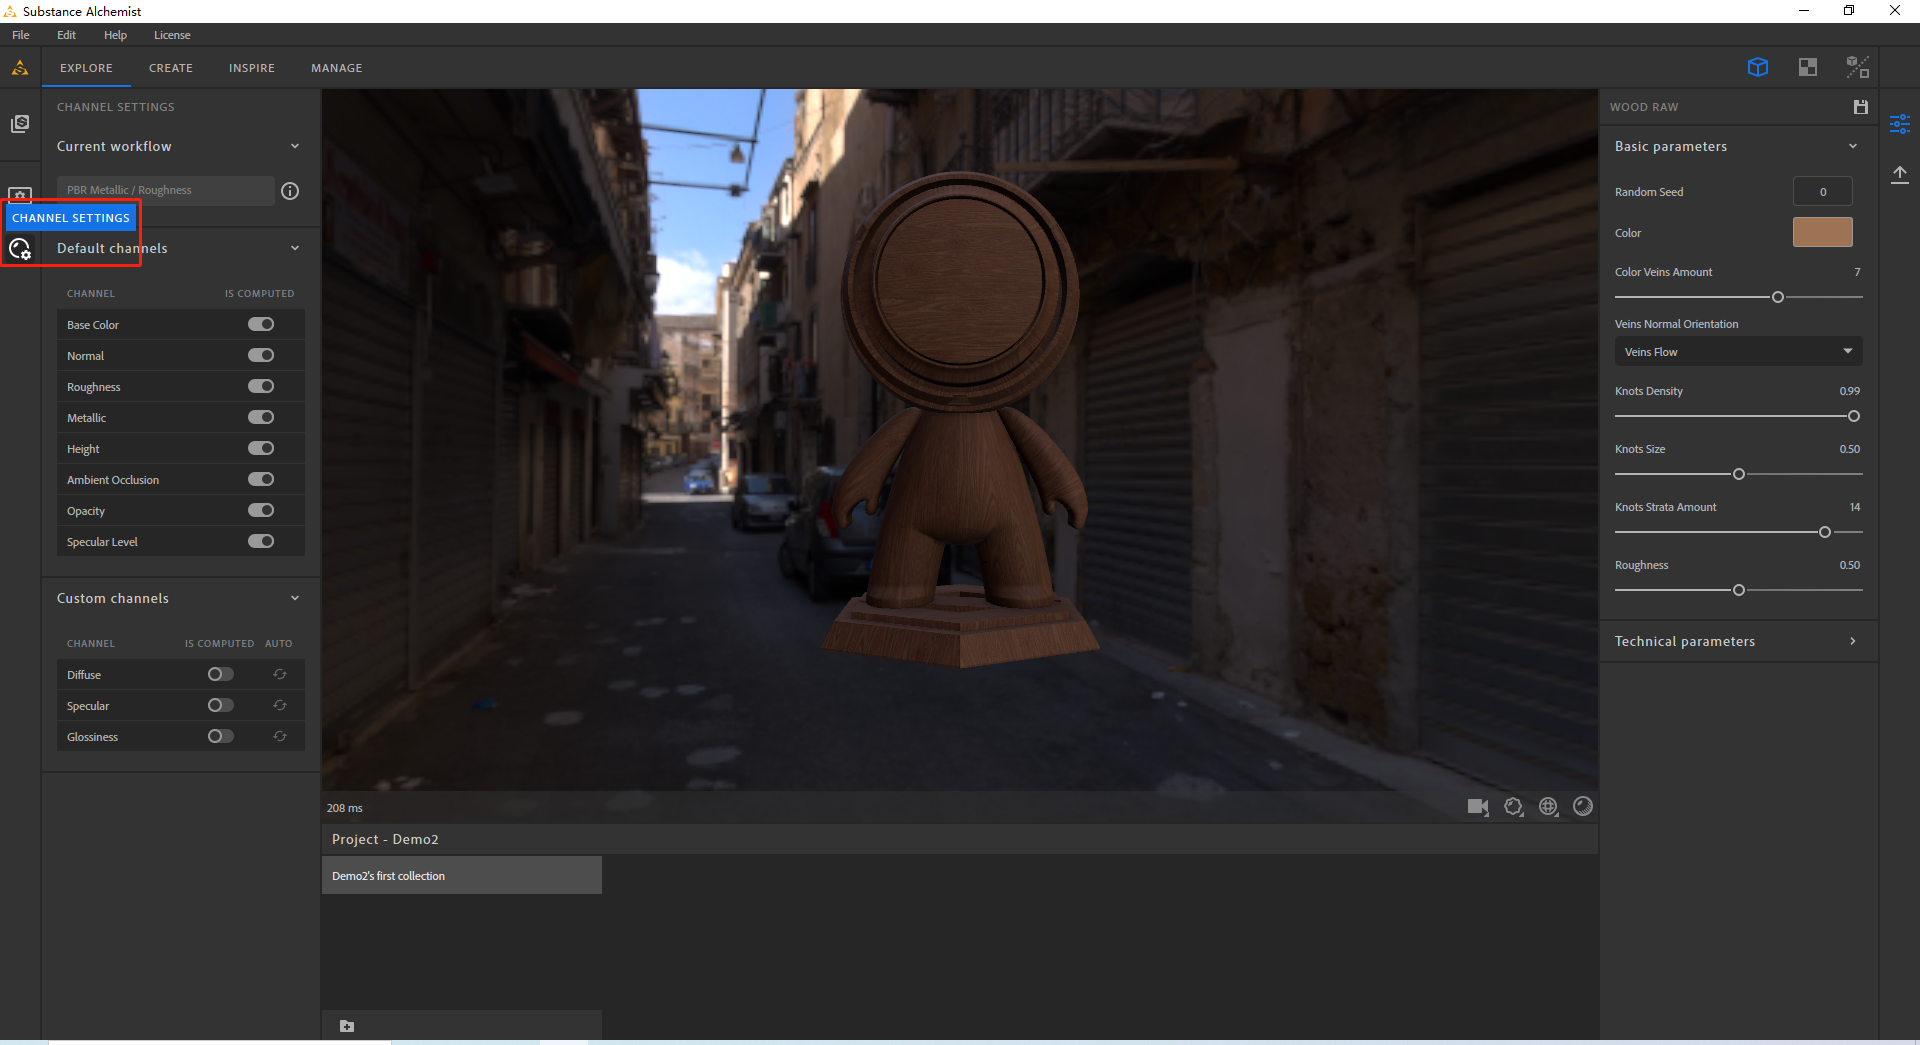 Substance Alchemist
File Edit Help License
EXPLORE CREATE INSPIRE MANAGE
CHANNEL SETTINGS
Current workflow
PBR Metallic / Roughness
CHANNEL SETTINGS
Default channels
CHANNEL IS COMPUTED
Base Color
Normal
Roughness
Metallic
Height
Ambient Occlusion
Opacity
Specular Level
Custom channels
CHANNEL IS COMPUTED AUTO
Diffuse
Specular
Glossiness
208 ms
Project - Demo2
Demo2's first collection
WOOD RAW
Basic parameters
Random Seed 0
Color
Color Veins Amount 7
Veins Normal Orientation
Veins Flow
Knots Density 0.99
Knots Size 0.50
Knots Strata Amount 14
Roughness 0.50
Technical parameters